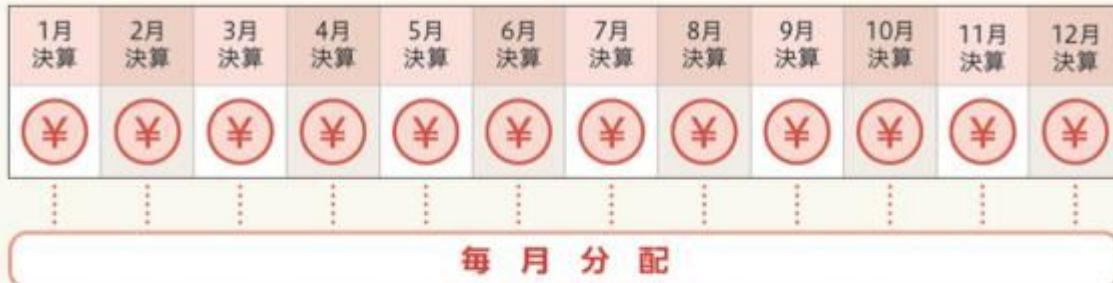 1月 2月 3月 4月 5月 6月 7月 8月 9月 10月 11月 12月
決算 決算 決算 決算 決算 決算 決算 決算 決算 決算 決算 決算
¥ ¥ ¥ ¥ ¥ ¥ ¥ ¥ ¥ ¥ ¥ ¥
毎月分配